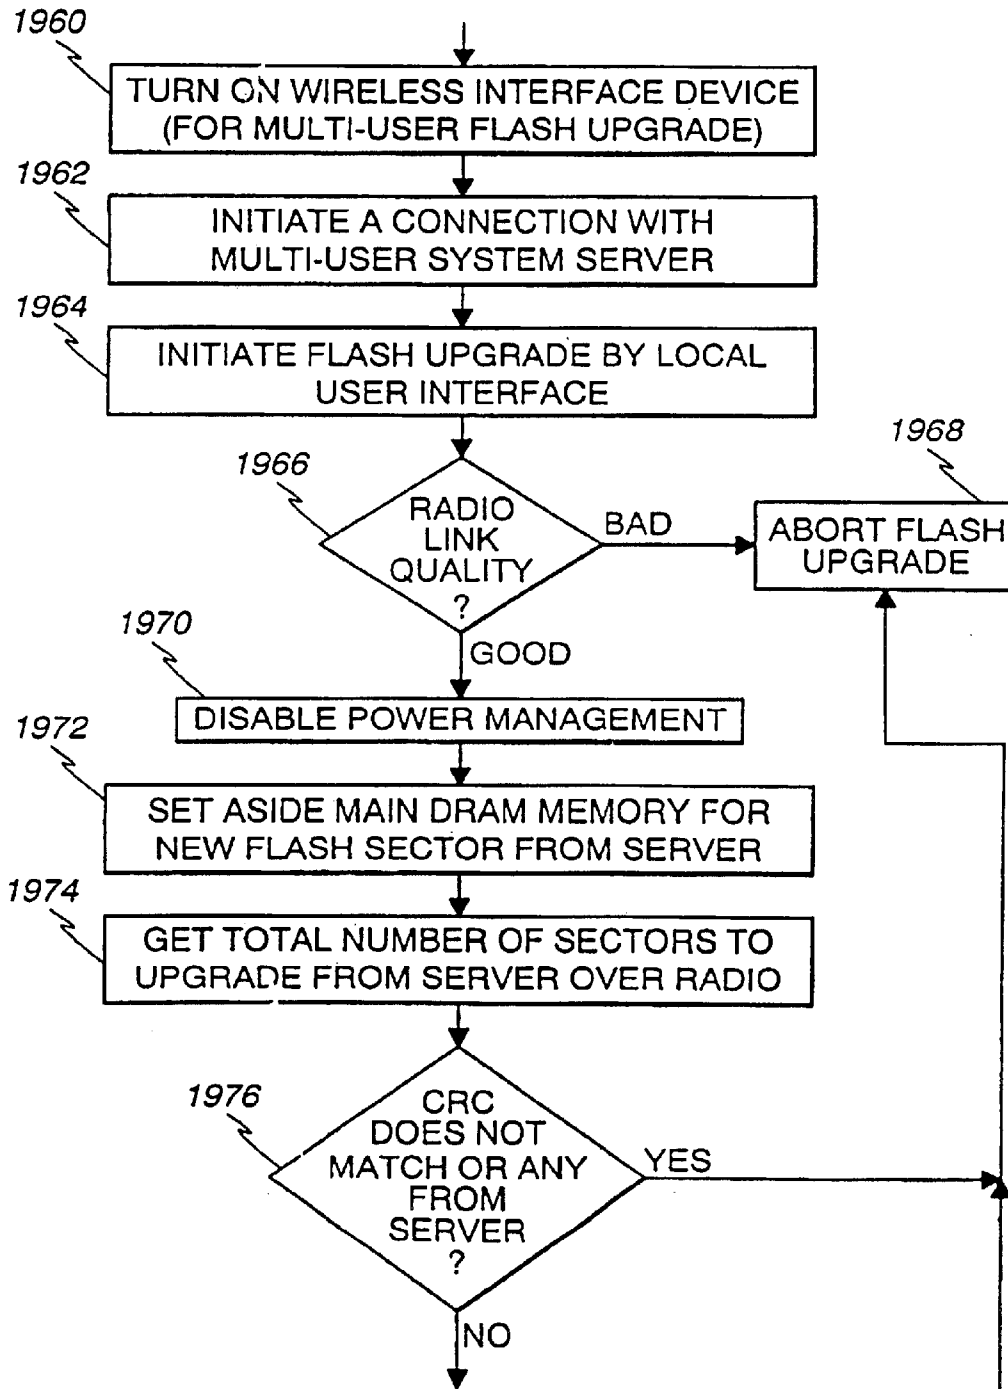 1960
TURN ON WIRELESS INTERFACE DEVICE
(FOR MULTI-USER FLASH UPGRADE)
1962
INITIATE A CONNECTION WITH
MULTI-USER SYSTEM SERVER
1964
INITIATE FLASH UPGRADE BY LOCAL
USER INTERFACE
1966
RADIO
LINK
QUALITY
?
BAD
1968
ABORT FLASH
UPGRADE
GOOD
1970
DISABLE POWER MANAGEMENT
1972
SET ASIDE MAIN DRAM MEMORY FOR
NEW FLASH SECTOR FROM SERVER
1974
GET TOTAL NUMBER OF SECTORS TO
UPGRADE FROM SERVER OVER RADIO
1976
CRC
DOES NOT
MATCH OR ANY
FROM
SERVER
?
YES
NO